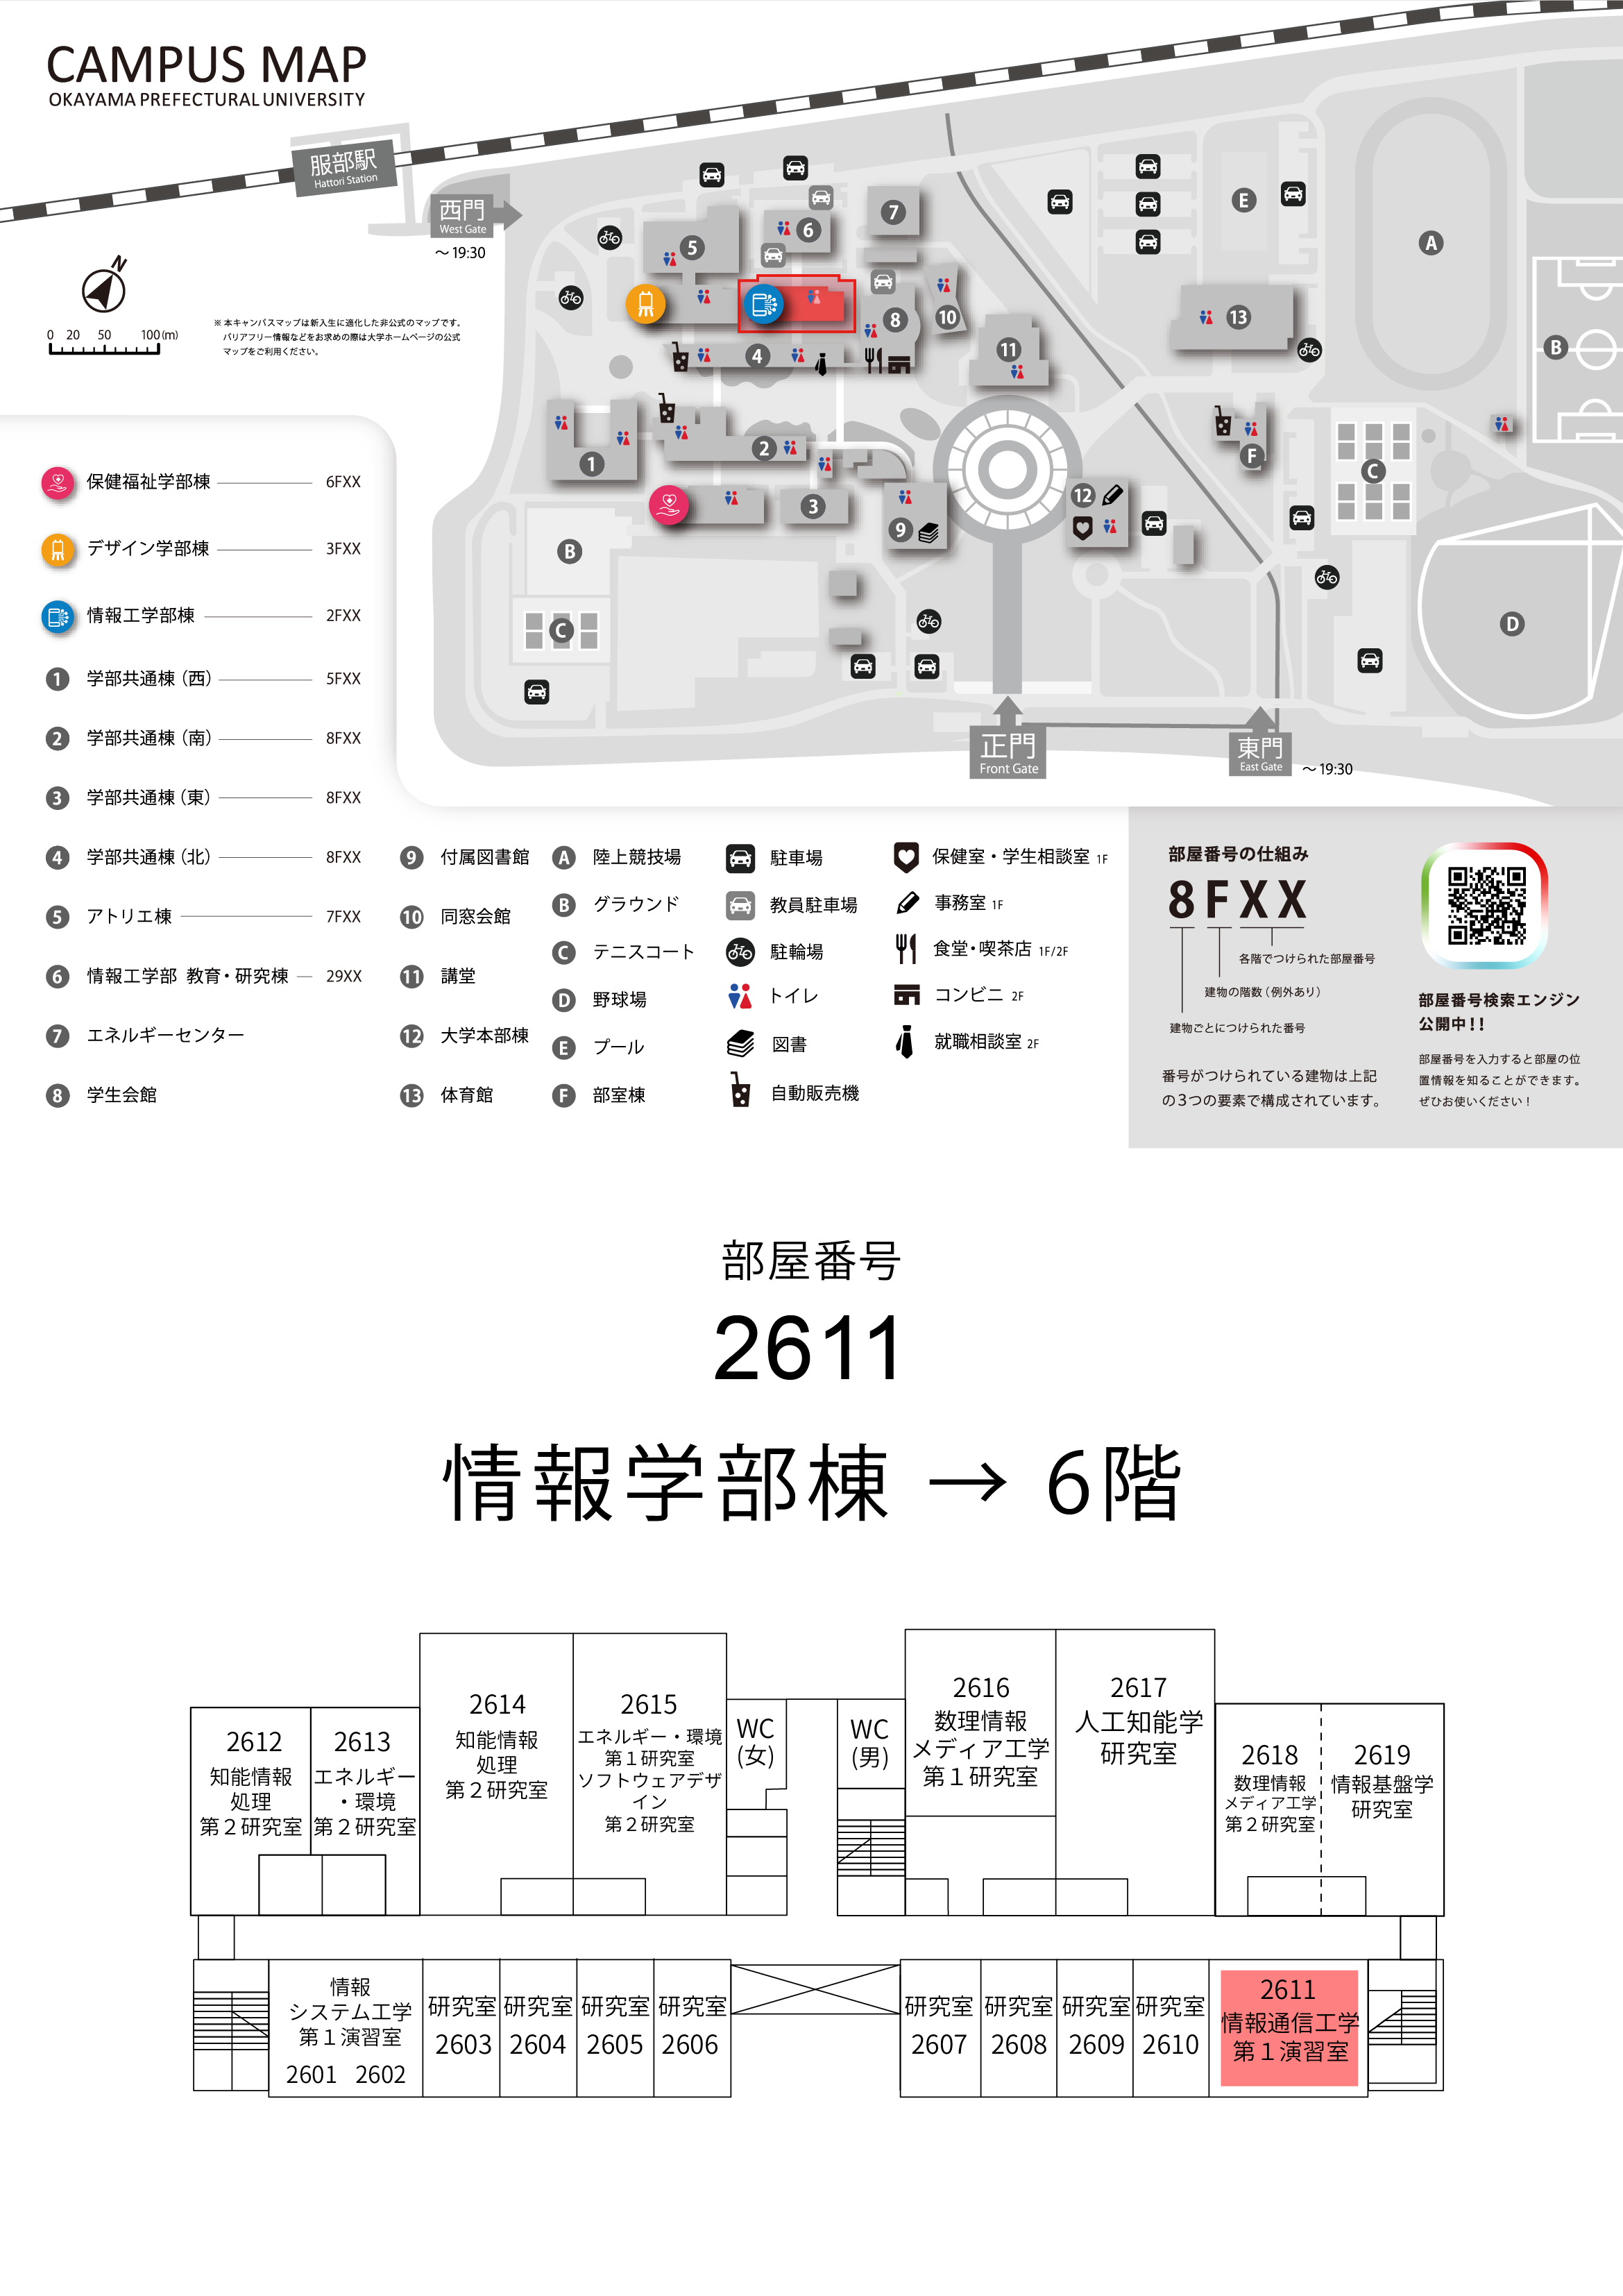 CAMPUS MAP
OKAYAMA PREFECTURAL UNIVERSITY
服部駅
Hattori Station
西門
West Gate
～19:30
N
0 20 50 100(m)
※本キャンパスマップは新入生に適化した非公式のマップです。
バリアフリー情報などをお求めの際は大学ホームページの公式
マップをご利用ください。
5
6
7
8
10
4
11
13
E
A
B
1
2
3
9
12
F
C
B
C
D
正門
Front Gate
東門
East Gate
～19:30
保健福祉学部棟 6FXX
デザイン学部棟 3FXX
情報工学部棟 2FXX
1 学部共通棟（西） 5FXX
2 学部共通棟（南） 8FXX
3 学部共通棟（東） 8FXX
4 学部共通棟（北） 8FXX
5 アトリエ棟 7FXX
6 情報工学部 教育・研究棟 29XX
7 エネルギーセンター
8 学生会館
9 付属図書館
10 同窓会館
11 講堂
12 大学本部棟
13 体育館
A 陸上競技場
B グラウンド
C テニスコート
D 野球場
E プール
F 部室棟
駐車場
教員駐車場
駐輪場
トイレ
図書
自動販売機
保健室・学生相談室 1F
事務室 1F
食堂・喫茶店 1F/2F
コンビニ 2F
就職相談室 2F
部屋番号の仕組み
8FXX
各階でつけられた部屋番号
建物の階数（例外あり）
建物ごとにつけられた番号
番号がつけられている建物は上記
の3つの要素で構成されています。
部屋番号検索エンジン
公開中！！
部屋番号を入力すると部屋の位
置情報を知ることができます。
ぜひお使いください！
部屋番号
2611
情報学部棟 → 6階
2612
知能情報
処理
第２研究室
2613
エネルギー
・環境
第２研究室
2614
知能情報
処理
第２研究室
2615
エネルギー・環境
第１研究室
ソフトウェアデザ
イン
第２研究室
WC
(女)
WC
(男)
2616
数理情報
メディア工学
第１研究室
2617
人工知能学
研究室
2618
数理情報
メディア工学
第２研究室
2619
情報基盤学
研究室
情報
システム工学
第１演習室
2601 2602
研究室
2603
研究室
2604
研究室
2605
研究室
2606
研究室
2607
研究室
2608
研究室
2609
研究室
2610
2611
情報通信工学
第１演習室